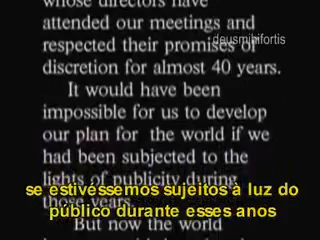 whose directors have
attended our meetings and
respected their promises of
deusmihifortis
discretion for almost 40 years.
It would have been
impossible for us to develop
our plan for the world if we
had been subjected to the
lights of publicity during
se estivéssemos sujeitos à luz do
those years.
público durante esses anos
But now the world